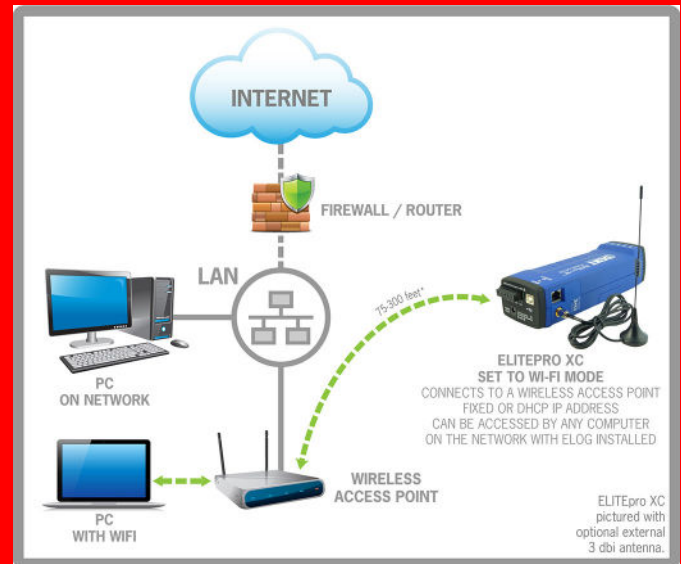 INTERNET
FIREWALL / ROUTER
LAN
75-300 feet*
PC
ON NETWORK
ELITEPRO XC
SET TO WI-FI MODE
CONNECTS TO A WIRELESS ACCESS POINT
FIXED OR DHCP IP ADDRESS
CAN BE ACCESSED BY ANY COMPUTER
ON THE NETWORK WITH ELOG INSTALLED
WIRELESS
ACCESS POINT
PC
WITH WIFI
ELITEpro XC
pictured with
optional external
3 dbi antenna.